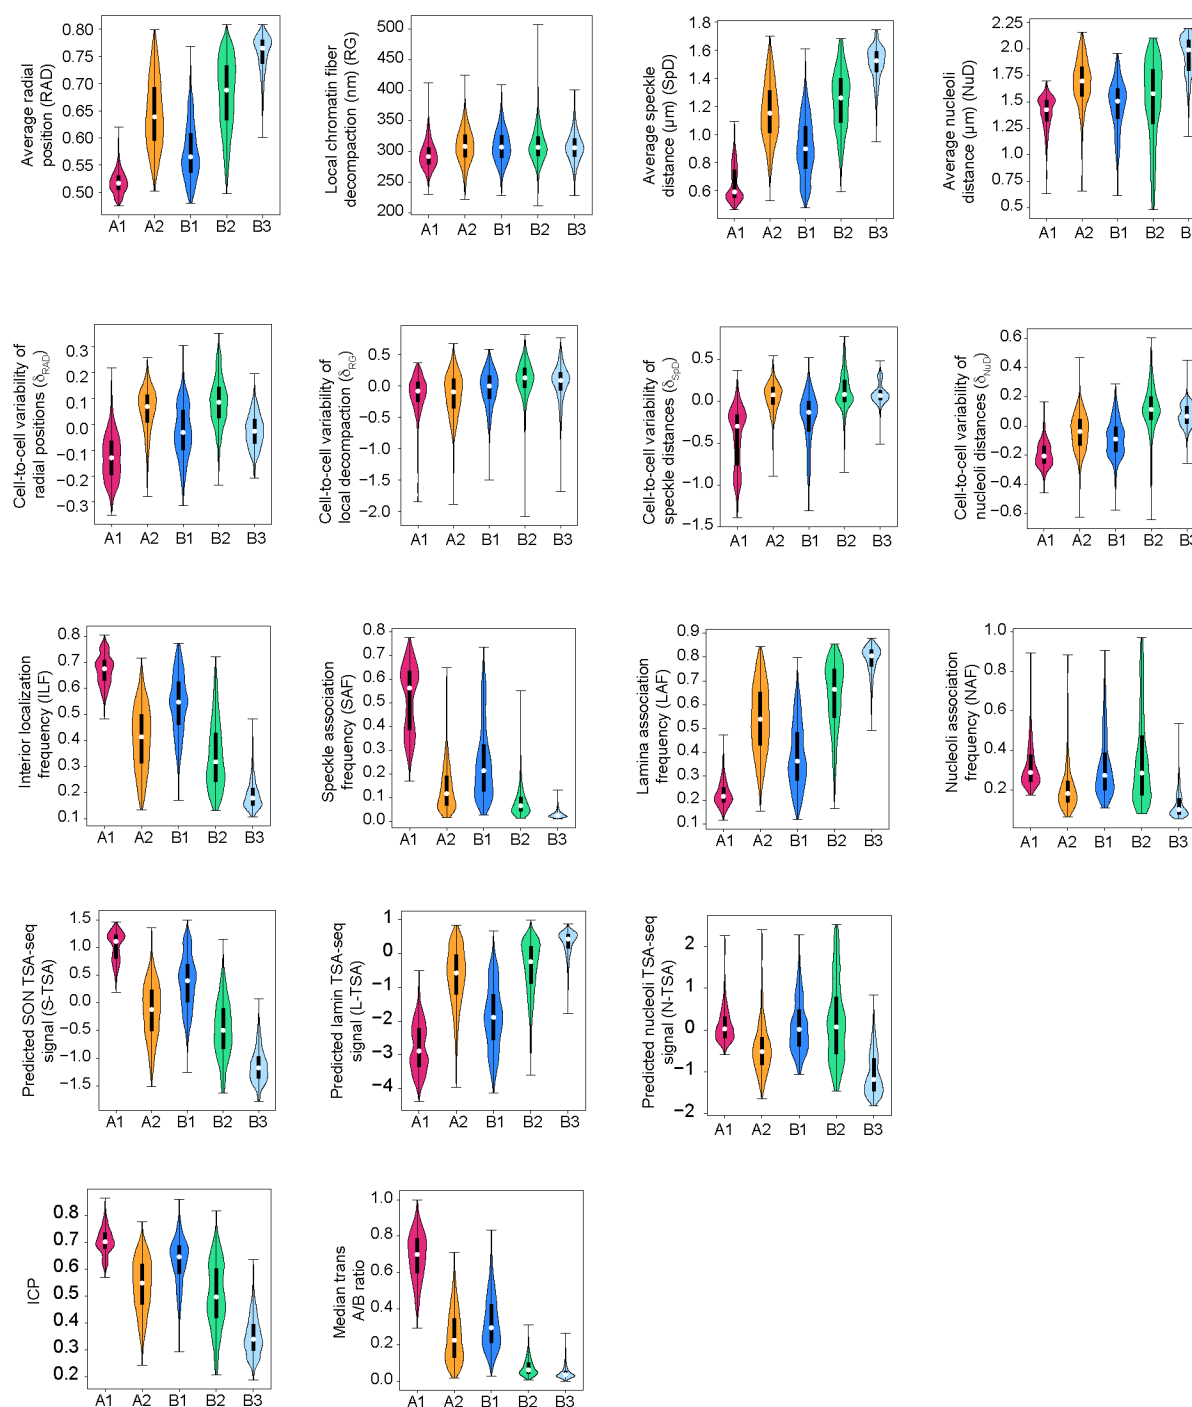 Average radial
position (RAD)
0.80
0.70
0.65
0.60
0.55
0.50
A1 A2 B1 B2 B3
Local chromatin fiber
decompaction (nm) (RG)
500
400
350
300
250
200
A1 A2 B1 B2 B3
Average speckle
distance (µm) (SpD)
1.8
1.6
1.4
1.2
1.0
0.8
0.6
A1 A2 B1 B2 B3
Average nucleoli
distance (µm) (NuD)
2.25
2.0
1.5
1.0
0.5
A1 A2 B1 B2 B3
Cell-to-cell variability of
radial positions (δRAD)
0.3
0.2
0.1
0.0
−0.1
−0.2
−0.3
A1 A2 B1 B2 B3
Cell-to-cell variability of
local decompaction (δRG)
0.5
0.0
−0.5
−1.0
−2.0
A1 A2 B1 B2 B3
Cell-to-cell variability of
speckle distances (δSpD)
0.5
0.0
−0.5
−1.0
−1.5
A1 A2 B1 B2 B3
Cell-to-cell variability of
nucleoli distances (δNuD)
0.6
0.4
0.2
0.0
−0.2
−0.4
−0.6
A1 A2 B1 B2 B3
Interior localization
frequency (ILF)
0.8
0.7
0.6
0.5
0.4
0.3
0.2
0.1
A1 A2 B1 B2 B3
Speckle association
frequency (SAF)
0.8
0.7
0.6
0.5
0.4
0.3
0.2
0.1
0.0
A1 A2 B1 B2 B3
Lamina association
frequency (LAF)
0.9
0.8
0.7
0.6
0.5
0.4
0.3
0.2
0.1
A1 A2 B1 B2 B3
Nucleoli association
frequency (NAF)
1.0
0.8
0.6
0.4
0.2
A1 A2 B1 B2 B3
Predicted SON TSA-seq
signal (S-TSA)
1.5
1.0
0.5
0.0
−0.5
−1.0
−1.5
A1 A2 B1 B2 B3
Predicted lamin TSA-seq
signal (L-TSA)
1
0
−1
−2
−3
−4
A1 A2 B1 B2 B3
Predicted nucleoli TSA-seq
signal (N-TSA)
2
1
0
−1
−2
A1 A2 B1 B2 B3
ICP
0.8
0.7
0.6
0.5
0.4
0.3
0.2
A1 A2 B1 B2 B3
Median trans
A/B ratio
1.0
0.8
0.6
0.4
0.2
0.0
A1 A2 B1 B2 B3